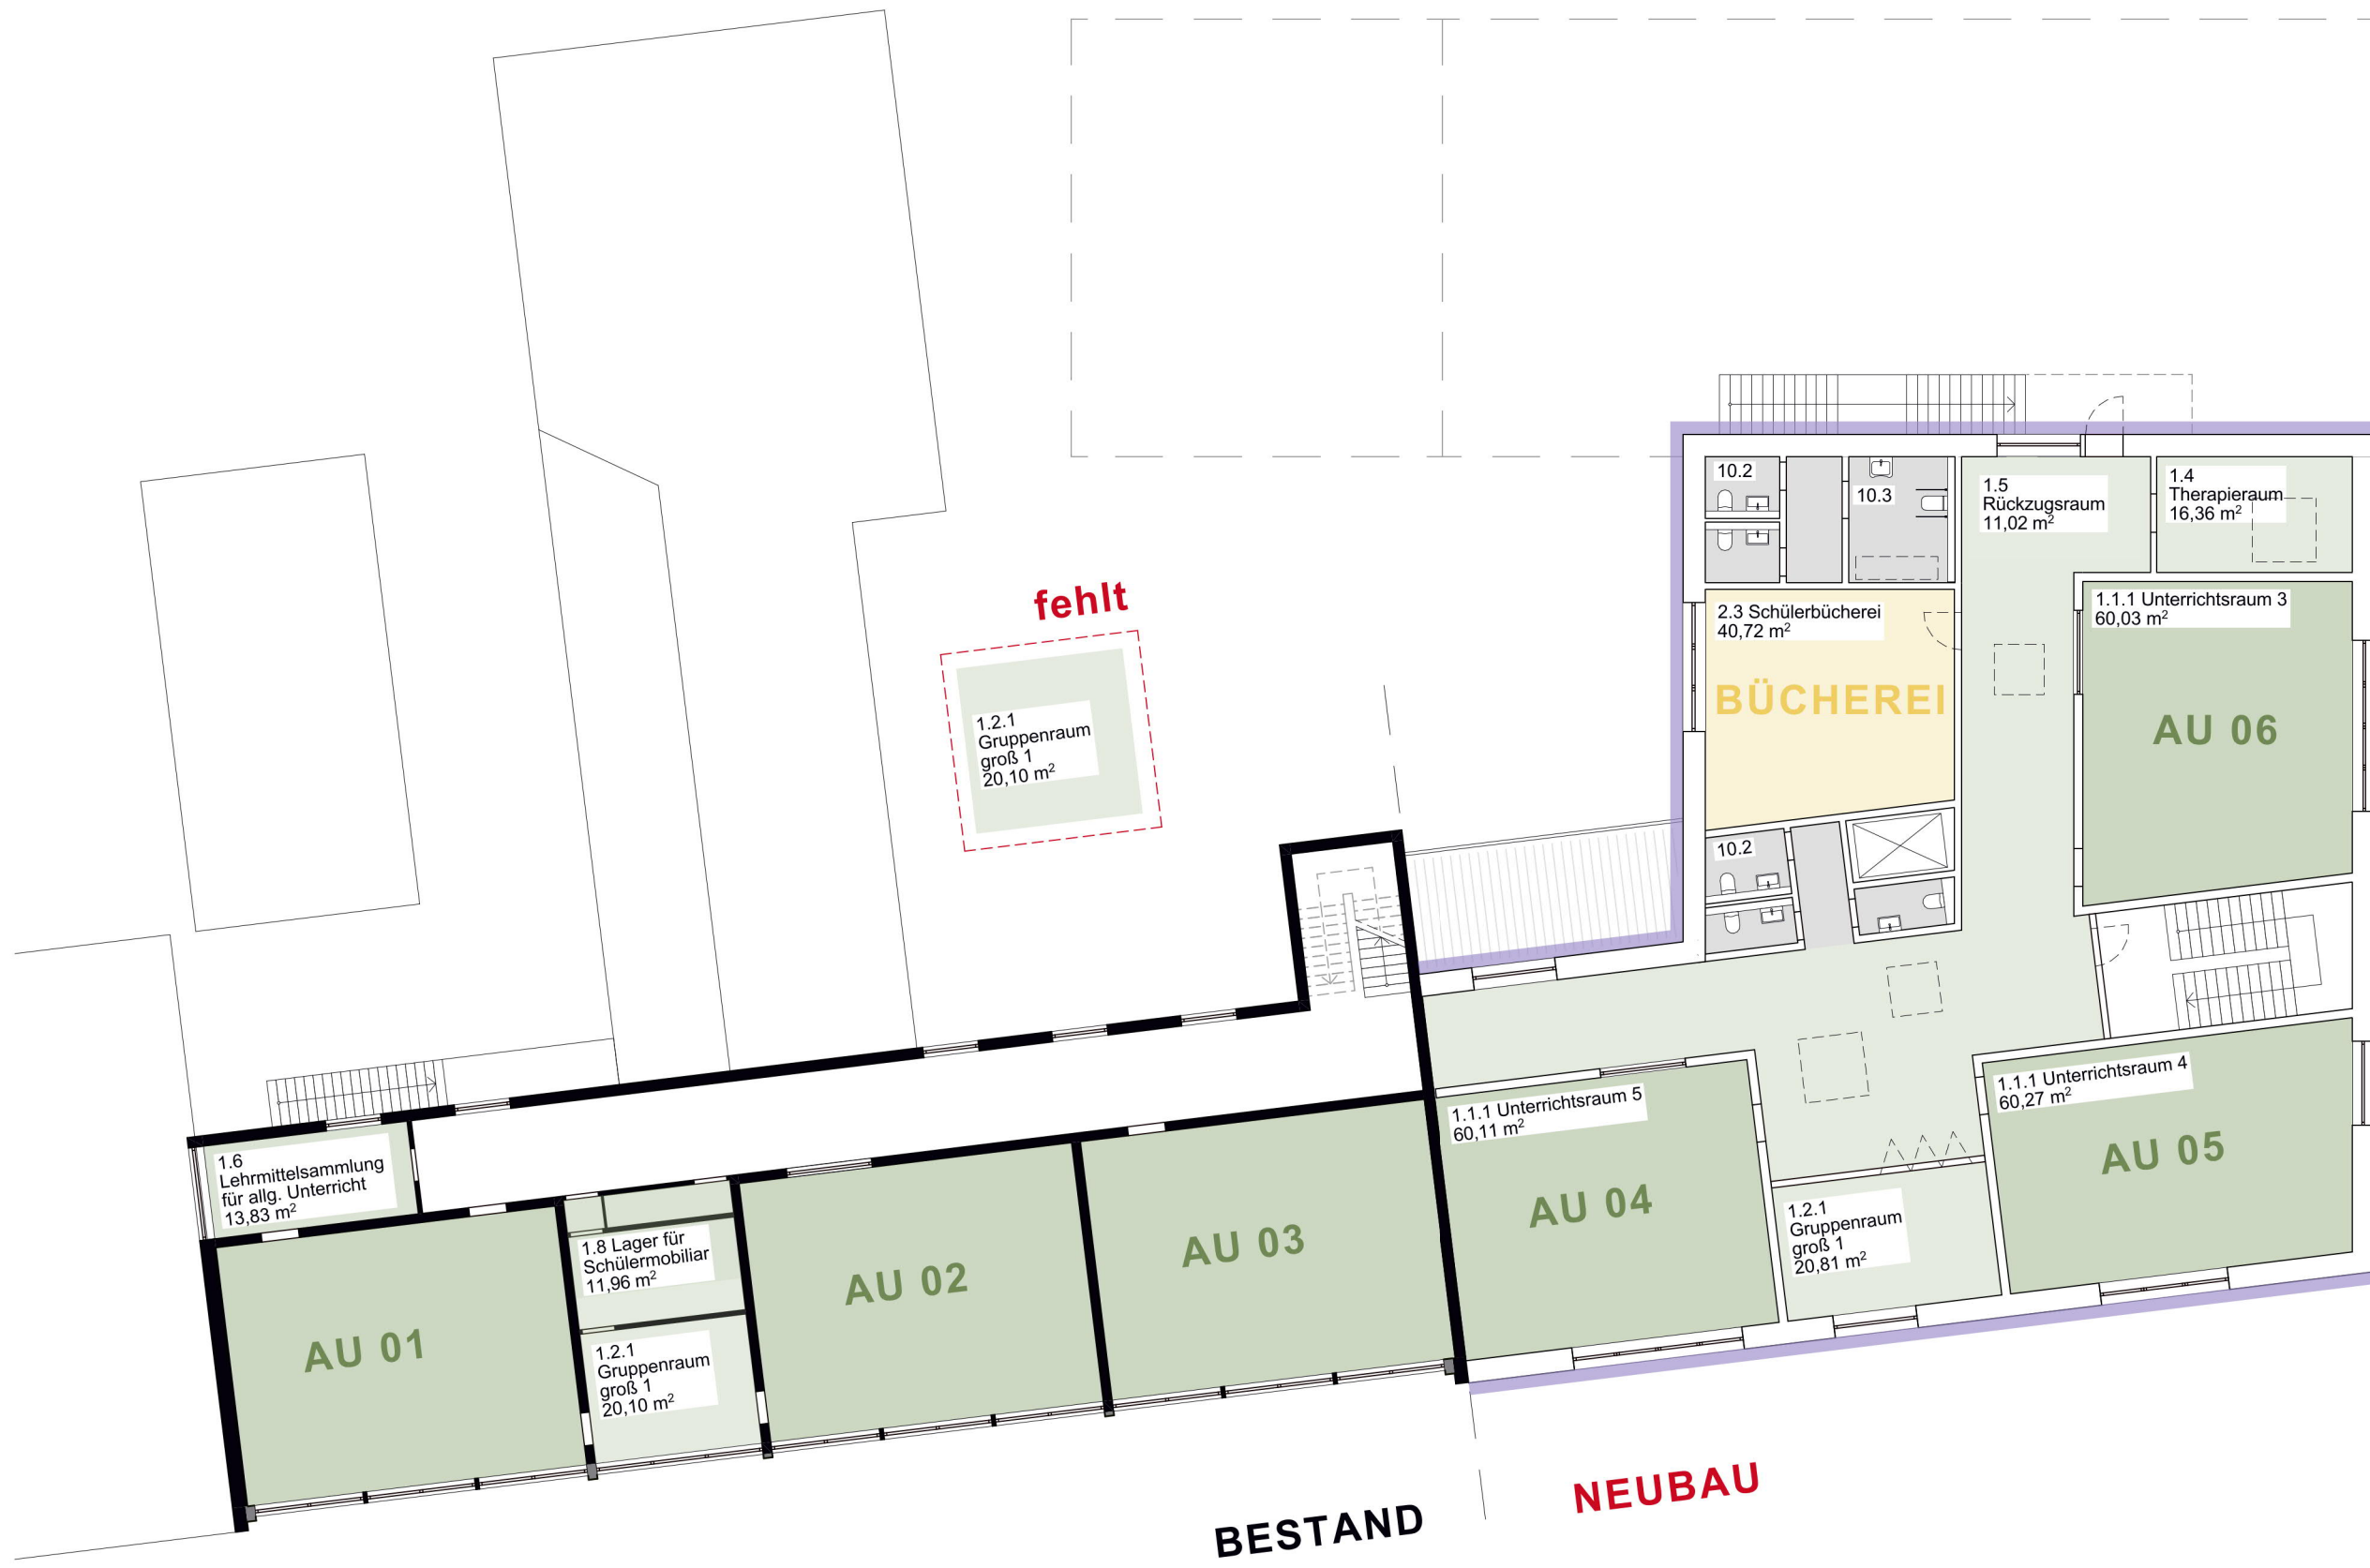 fehlt
1.2.1
Gruppenraum
groß 1
20,10 m²
10.2
10.3
1.5
Rückzugsraum
11,02 m²
1.4
Therapieraum
16,36 m²
2.3 Schülerbücherei
40,72 m²
BÜCHEREI
1.1.1 Unterrichtsraum 3
60,03 m²
AU 06
10.2
1.1.1 Unterrichtsraum 4
60,27 m²
AU 05
1.1.1 Unterrichtsraum 5
60,11 m²
AU 04
1.2.1
Gruppenraum
groß 1
20,81 m²
1.6
Lehrmittelsammlung
für allg. Unterricht
13,83 m²
AU 01
1.8 Lager für
Schülermobiliar
11,96 m²
1.2.1
Gruppenraum
groß 1
20,10 m²
AU 02
AU 03
BESTAND
NEUBAU